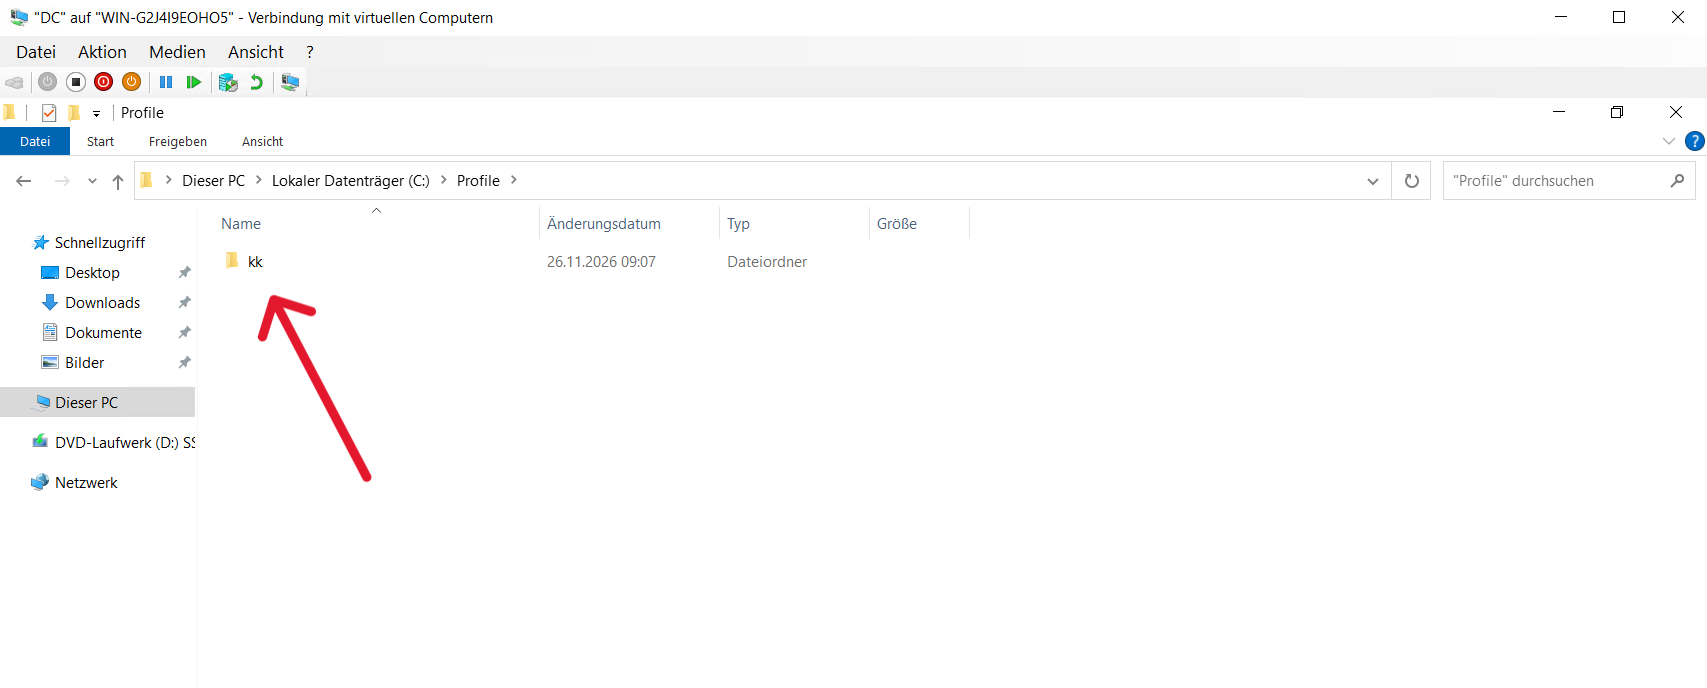 "DC" auf "WIN-G2J4I9EOHO5" - Verbindung mit virtuellen Computern
Datei Aktion Medien Ansicht ?
Profile
Datei Start Freigeben Ansicht ?
Dieser PC Lokaler Datenträger (C:) Profile "Profile" durchsuchen
Name Änderungsdatum Typ Größe
kk 26.11.2026 09:07 Dateiordner
Schnellzugriff
Desktop
Downloads
Dokumente
Bilder
Dieser PC
DVD-Laufwerk (D:) SS
Netzwerk